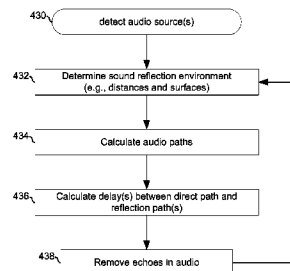 430
detect audio source(s)
432
Determine sound reflection environment
(e.g., distances and surfaces)
434
Calculate audio paths
436
Calculate delay(s) between direct path and
reflection path(s)
438
Remove echoes in audio